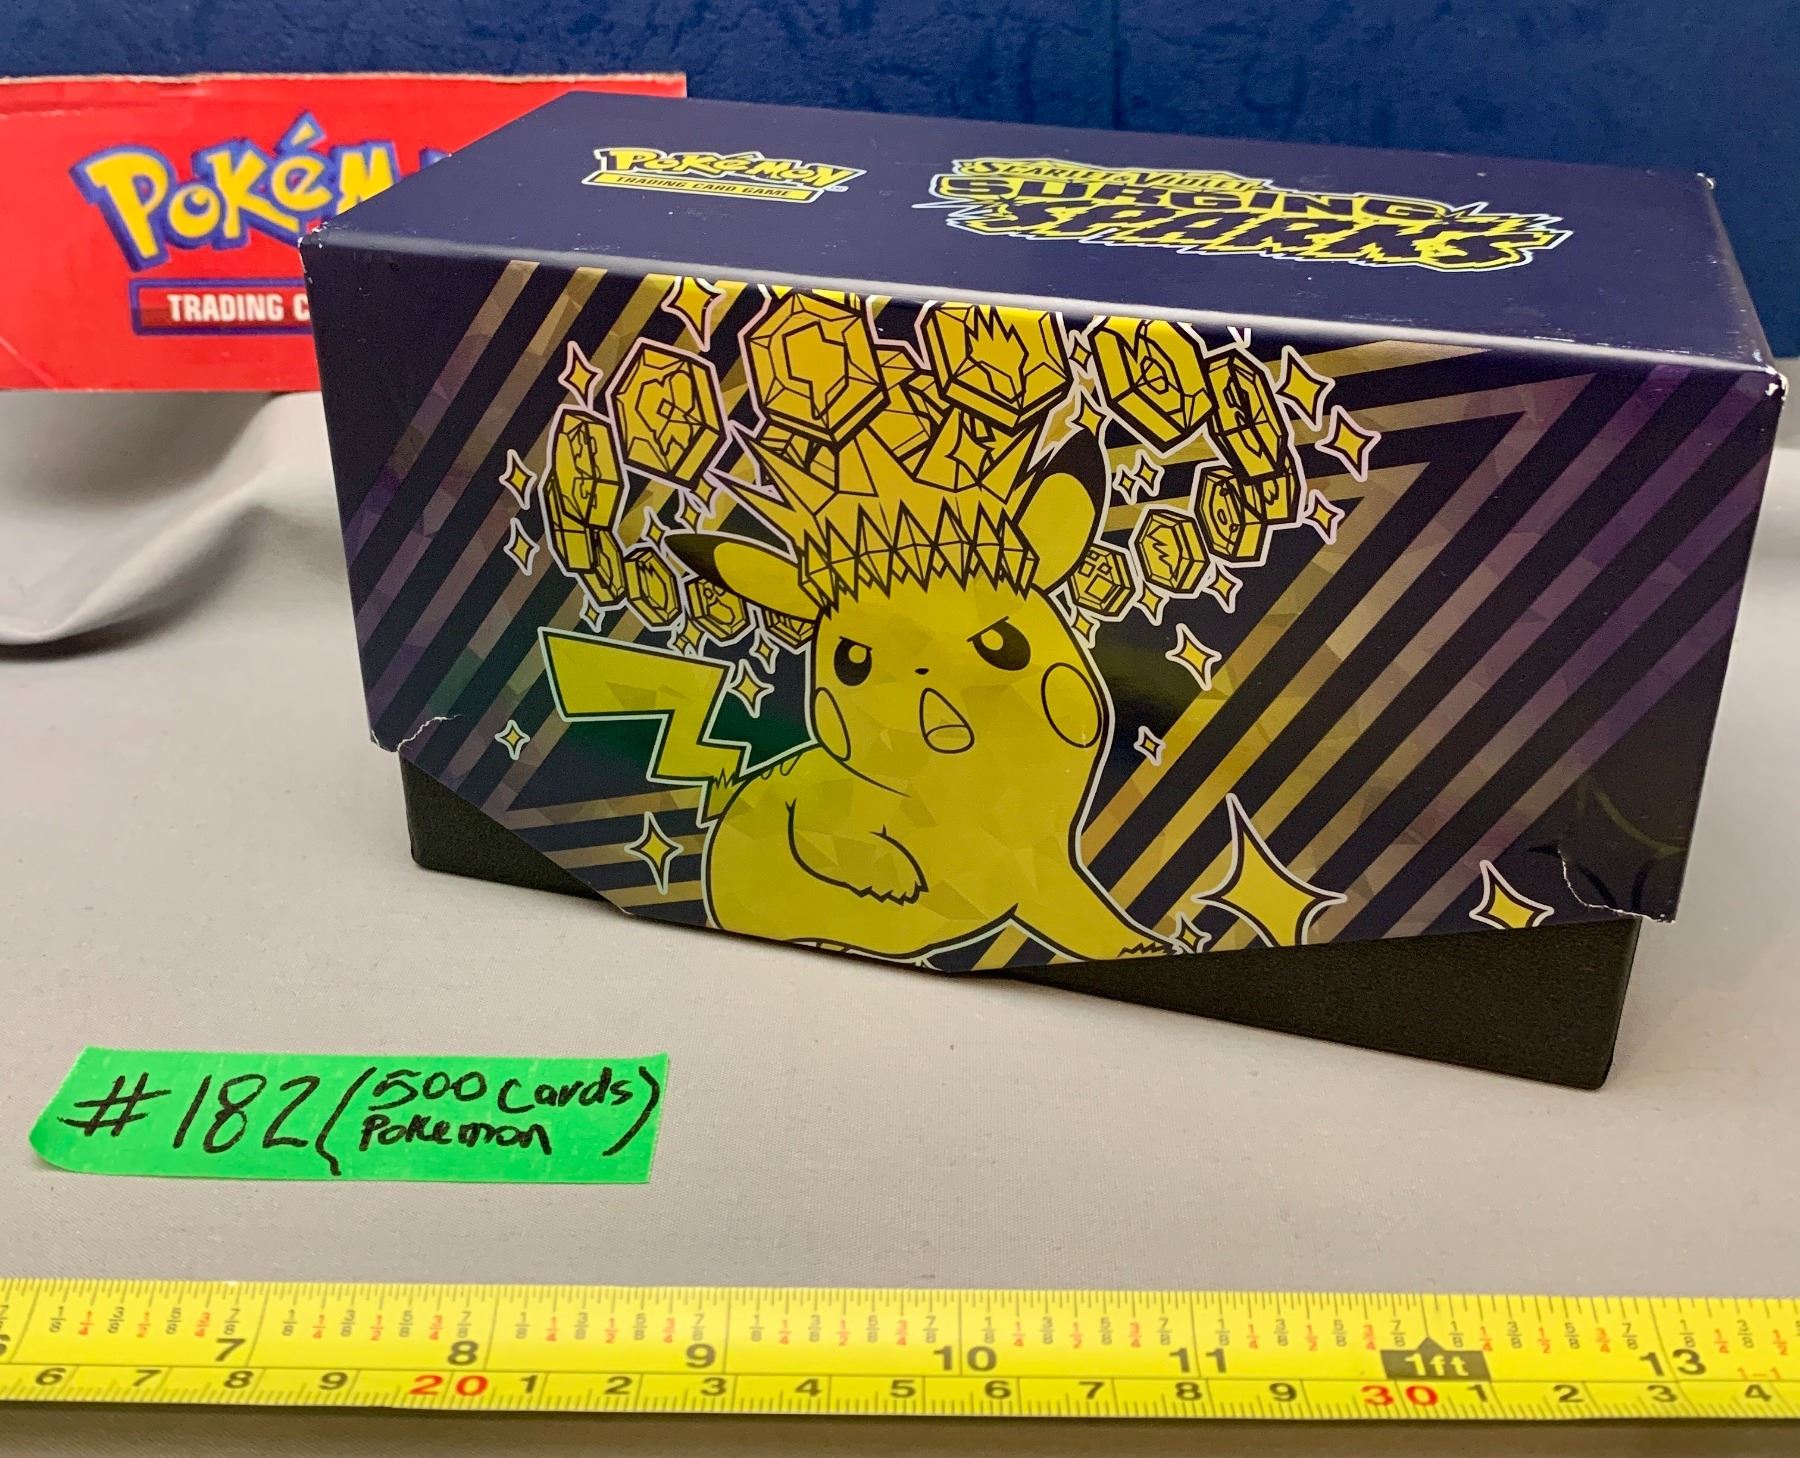 Pokém
TRADING C
POKéMON
TRADING CARD GAME
SCARLET & VIOLET
SURGING
SPARKS
#182 (500 Cards)
Pokemon
7 8 9 10 11 1ft 13
6 7 8 9 20 1 2 3 4 5 6 7 8 9 30 1 2 3 4